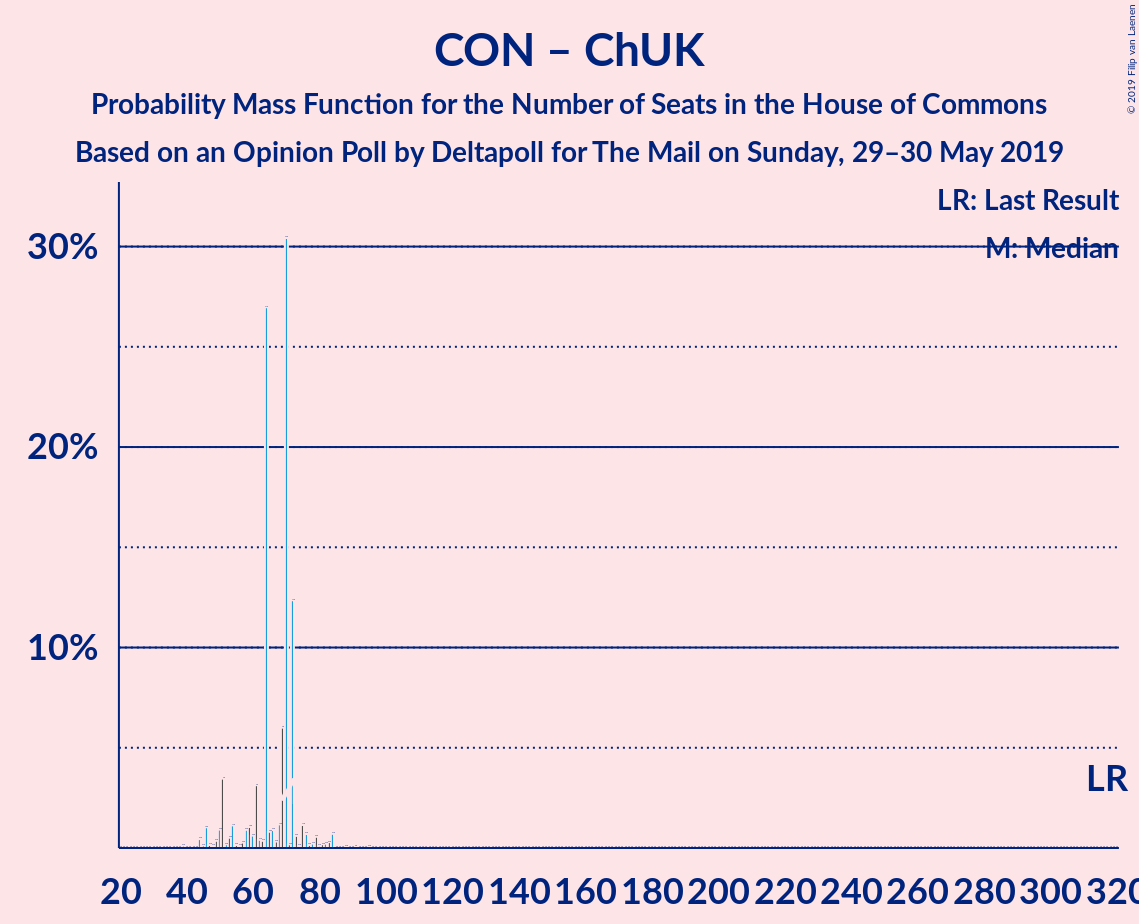 CON – ChUK
Probability Mass Function for the Number of Seats in the House of Commons
Based on an Opinion Poll by Deltapoll for The Mail on Sunday, 29–30 May 2019
© 2019 Filip van Laenen
LR: Last Result
M: Median
30%
20%
10%
LR
20 40 60 80 100 120 140 160 180 200 220 240 260 280 300 320